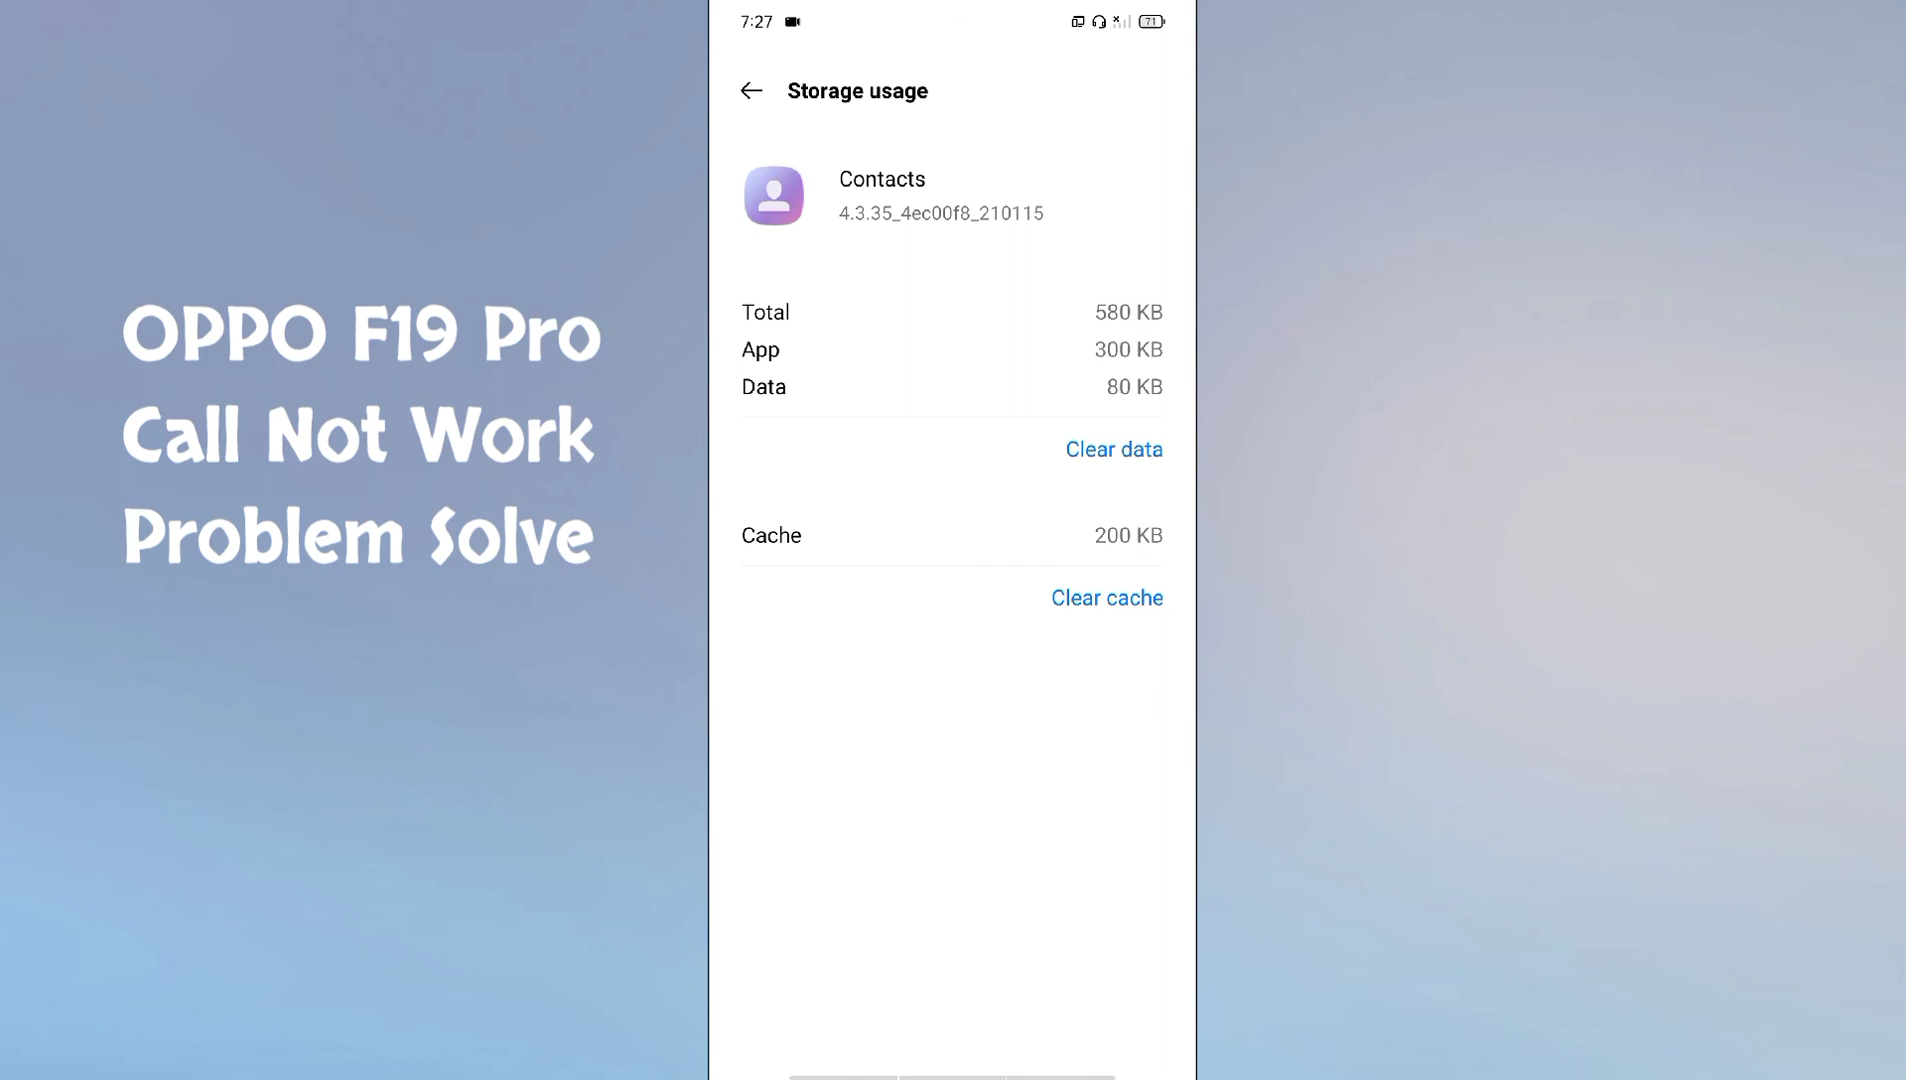 OPPO F19 Pro
Call Not Work
Problem Solve
7:27
71
Storage usage
Contacts
4.3.35_4ec00f8_210115
Total 580 KB
App 300 KB
Data 80 KB
Clear data
Cache 200 KB
Clear cache